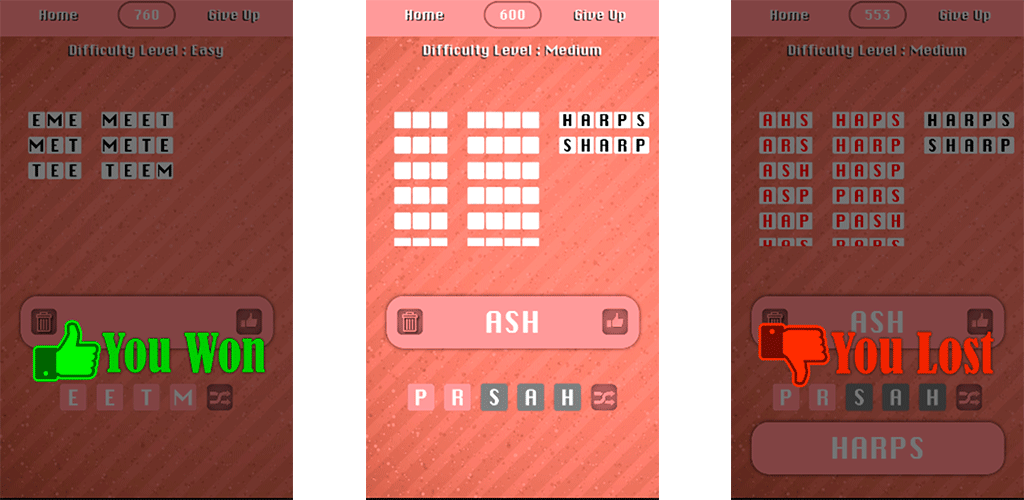 Home 760 Give Up
Difficulty Level : Easy
EME MEET
MET METE
TEE TEEM
You Won
E E T M
Home 600 Give Up
Difficulty Level : Medium
HARPS
SHARP
ASH
P R S A H
Home 553 Give Up
Difficulty Level : Medium
AHS HAPS HARPS
ARS HARP SHARP
ASH HASP
ASP PARS
HAP PASH
ASH
You Lost
P R S A H
HARPS